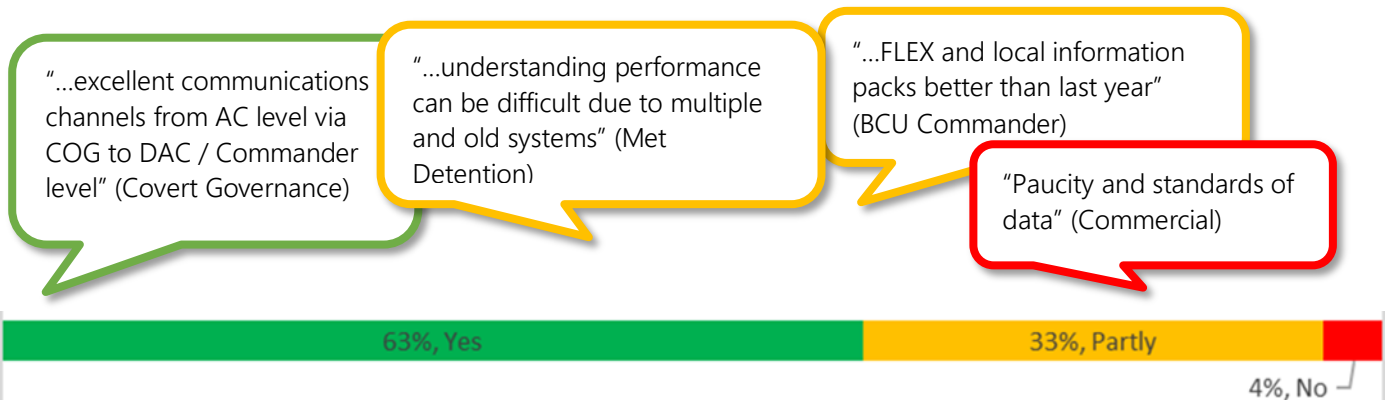 “...excellent communications
channels from AC level via
COG to DAC / Commander
level” (Covert Governance)
“...understanding performance
can be difficult due to multiple
and old systems” (Met
Detention)
“...FLEX and local information
packs better than last year”
(BCU Commander)
“Paucity and standards of
data” (Commercial)
63%, Yes
33%, Partly
4%, No